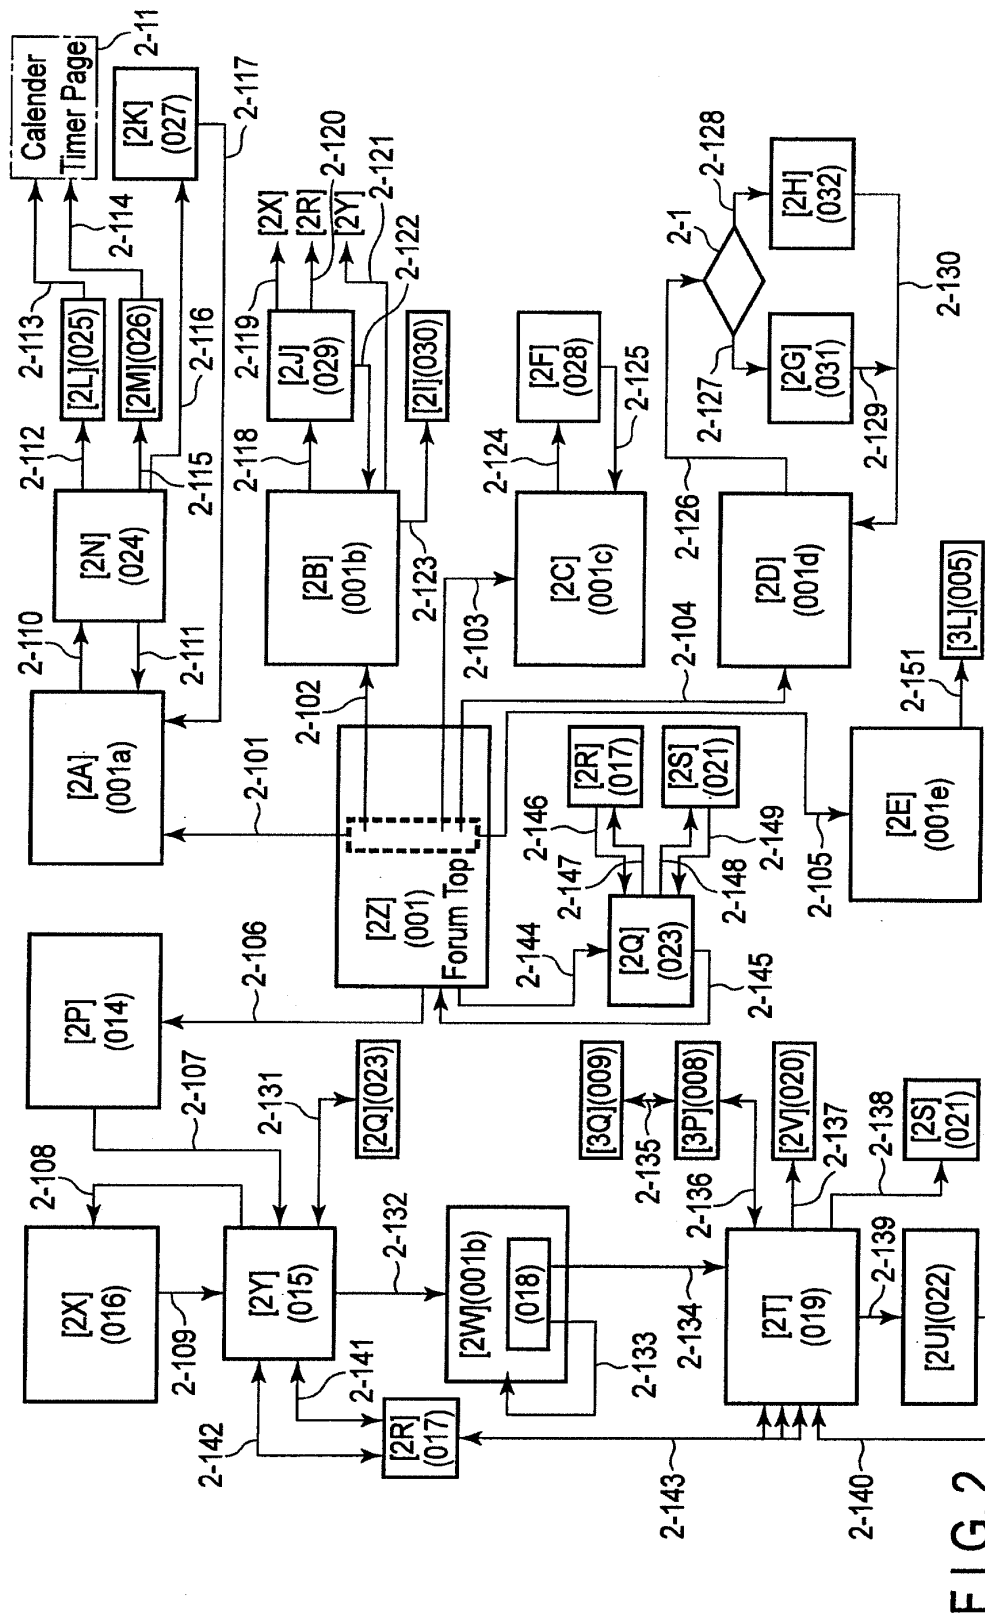 2-108
[2X]
(016)
2-109
2-142
2-141
[2Y]
(015)
2-107
2-131
[2P]
(014)
2-106
[2Q](023)
2-132
[2R]
(017)
[2W](001b)
(018)
2-133
2-134
2-143
2-140
[2T]
(019)
2-136
2-135
[3Q](009)
[3P](008)
[2V](020)
2-137
2-138
[2S]
(021)
2-139
[2U](022)
[2A]
(001a)
2-101
2-110
2-111
[2N]
(024)
2-112
2-115
2-116
[2L](025)
[2M](026)
2-113
2-114
Calender
Timer Page
2-11
[2K]
(027)
2-117
[2Z]
(001)
Forum Top
2-102
2-103
2-104
2-105
2-144
2-145
[2Q]
(023)
2-146
2-147
2-148
2-149
[2R]
(017)
[2S]
(021)
[2B]
(001b)
2-118
[2J]
(029)
2-119
2-120
2-121
2-122
2-123
[2X]
[2R]
[2Y]
[2I](030)
[2C]
(001c)
2-124
[2F]
(028)
2-125
[2D]
(001d)
2-126
2-127
2-1
2-128
[2G]
(031)
[2H]
(032)
2-129
2-130
[2E]
(001e)
2-151
[3L](005)
FIG. 2